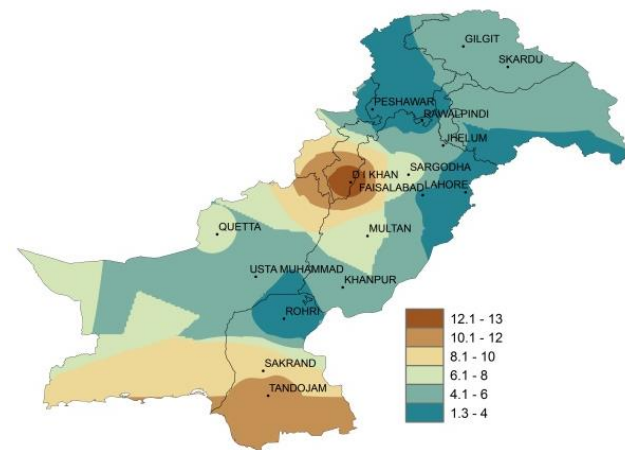 GILGIT
SKARDU
PESHAWAR
RAWALPINDI
JHELUM
SARGODHA
D I KHAN
FAISALABAD
LAHORE
QUETTA
MULTAN
USTA MUHAMMAD
KHANPUR
ROHRI
SAKRAND
TANDOJAM
12.1 - 13
10.1 - 12
8.1 - 10
6.1 - 8
4.1 - 6
1.3 - 4